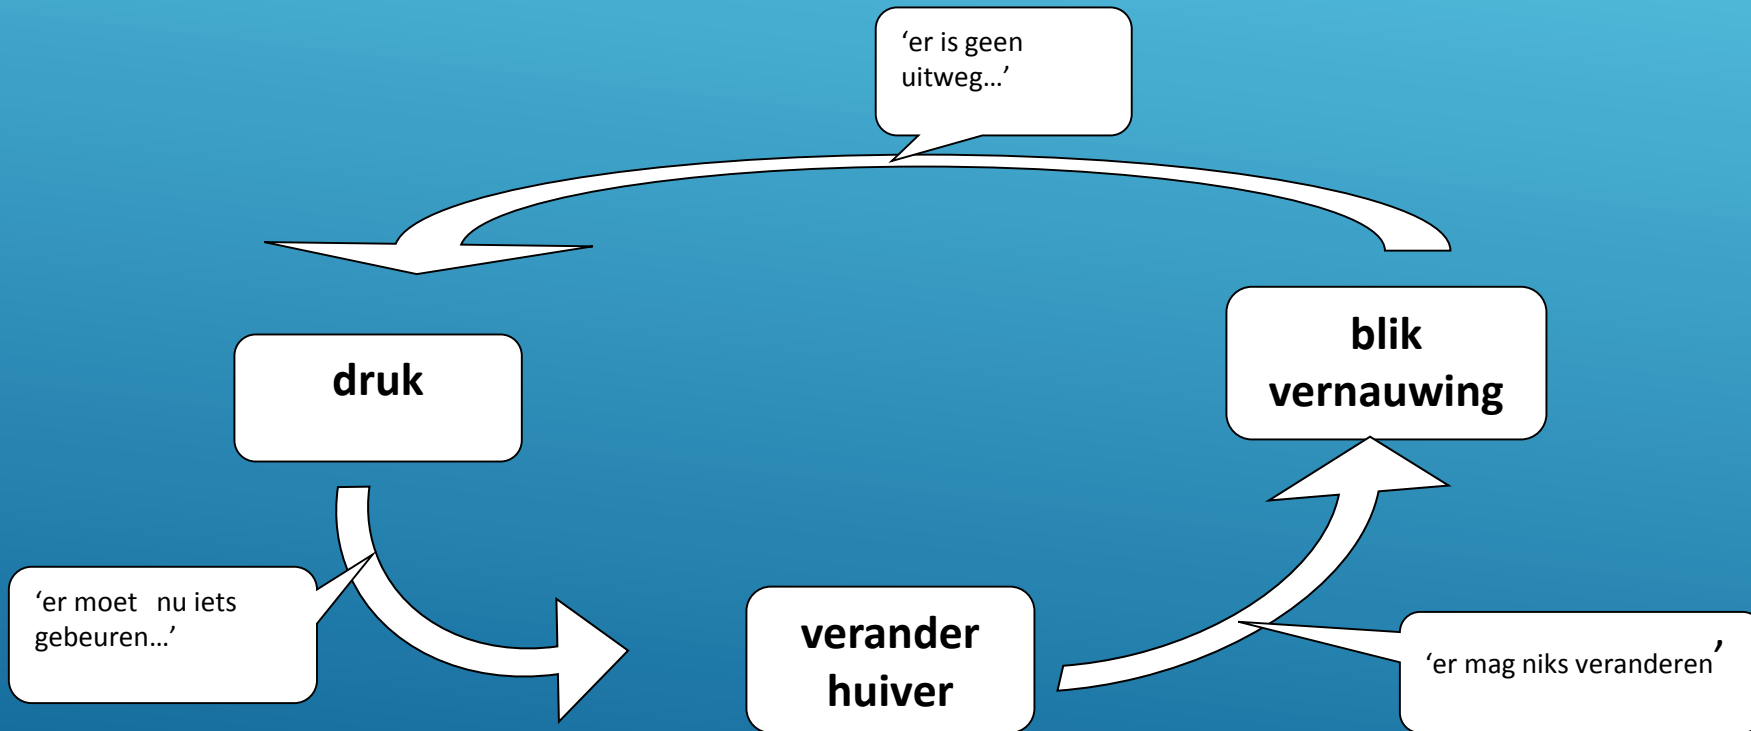 ‘er is geen
uitweg…’
druk
blik
vernauwing
‘er moet   nu iets
gebeuren…’
verander
huiver
‘er mag niks veranderen’